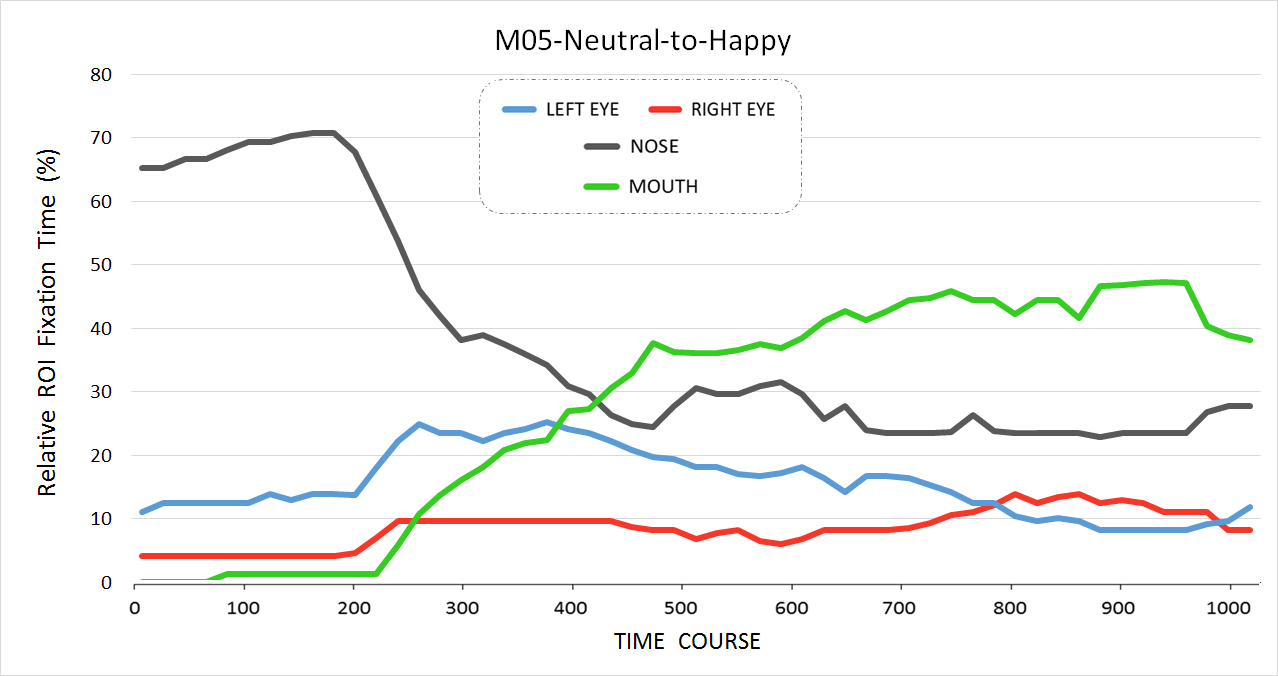 M05-Neutral-to-Happy
LEFT EYE RIGHT EYE
NOSE
MOUTH
Relative ROI Fixation Time (%)
80
70
60
50
40
30
20
10
0
0 100 200 300 400 500 600 700 800 900 1000
TIME COURSE